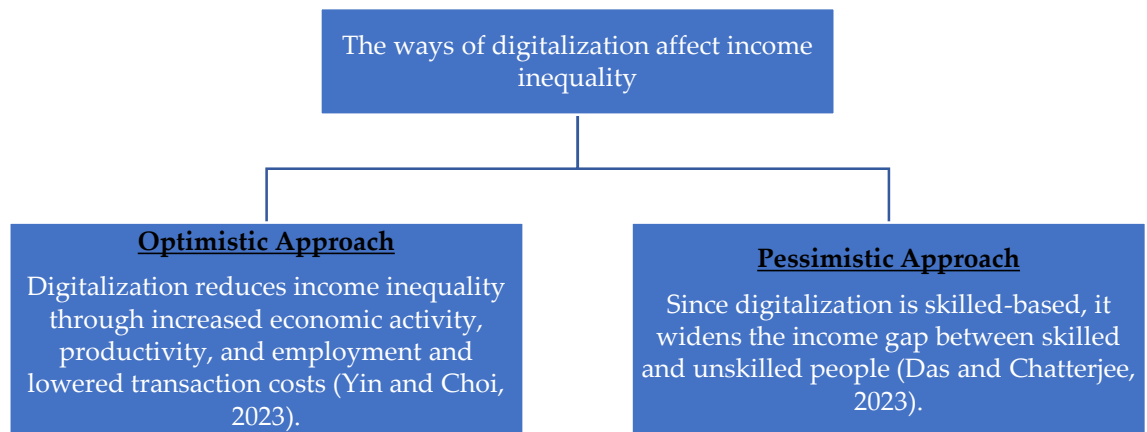 The ways of digitalization affect income
inequality
Optimistic Approach
Digitalization reduces income inequality
through increased economic activity,
productivity, and employment and
lowered transaction costs (Yin and Choi,
2023).
Pessimistic Approach
Since digitalization is skilled-based, it
widens the income gap between skilled
and unskilled people (Das and Chatterjee,
2023).